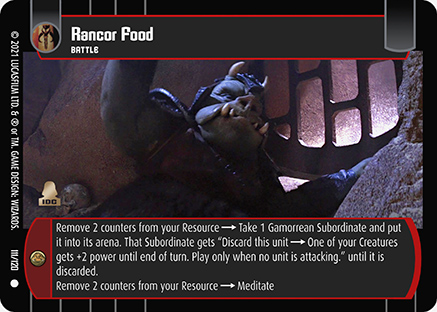 Rancor Food
BATTLE
© 2021 LUCASFILM LTD. & ® or TM. GAME DESIGN: WIZARDS.
IDC
Remove 2 counters from your Resource → Take 1 Gamorrean Subordinate and put
it into its arena. That Subordinate gets "Discard this unit → One of your Creatures
gets +2 power until end of turn. Play only when no unit is attacking." until it is
discarded.
Remove 2 counters from your Resource → Meditate